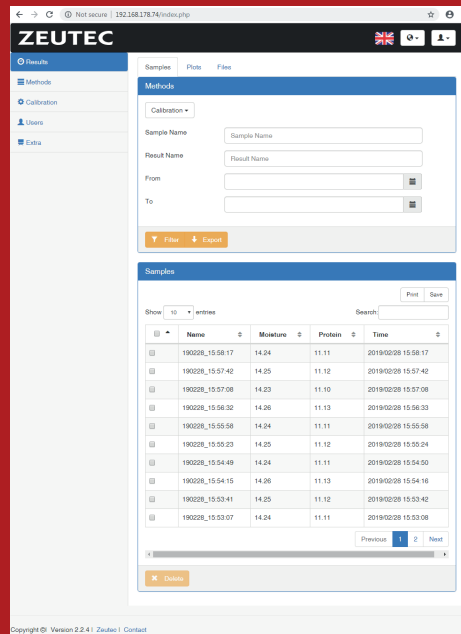 Not secure | 192.168.178.74/index.php
ZEUTEC
Results
Methods
Calibration
Users
Extra
Samples Plots Files
Methods
Calibration
Sample Name Sample Name
Result Name Result Name
From
To
Filter Export
Samples
Print Save
Show 10 entries Search:
Name Moisture Protein Time
190228_15:58:17 14.24 11.11 2019/02/28 15:58:17
190228_15:57:42 14.25 11.12 2019/02/28 15:57:42
190228_15:57:08 14.23 11.10 2019/02/28 15:57:08
190228_15:56:32 14.26 11.13 2019/02/28 15:56:33
190228_15:55:58 14.24 11.11 2019/02/28 15:55:58
190228_15:55:23 14.25 11.12 2019/02/28 15:55:24
190228_15:54:49 14.24 11.11 2019/02/28 15:54:50
190228_15:54:15 14.26 11.13 2019/02/28 15:54:16
190228_15:53:41 14.25 11.12 2019/02/28 15:53:42
190228_15:53:07 14.24 11.11 2019/02/28 15:53:08
Previous 1 2 Next
Delete
Copyright © | Version 2.2.4 | Zeutec | Contact